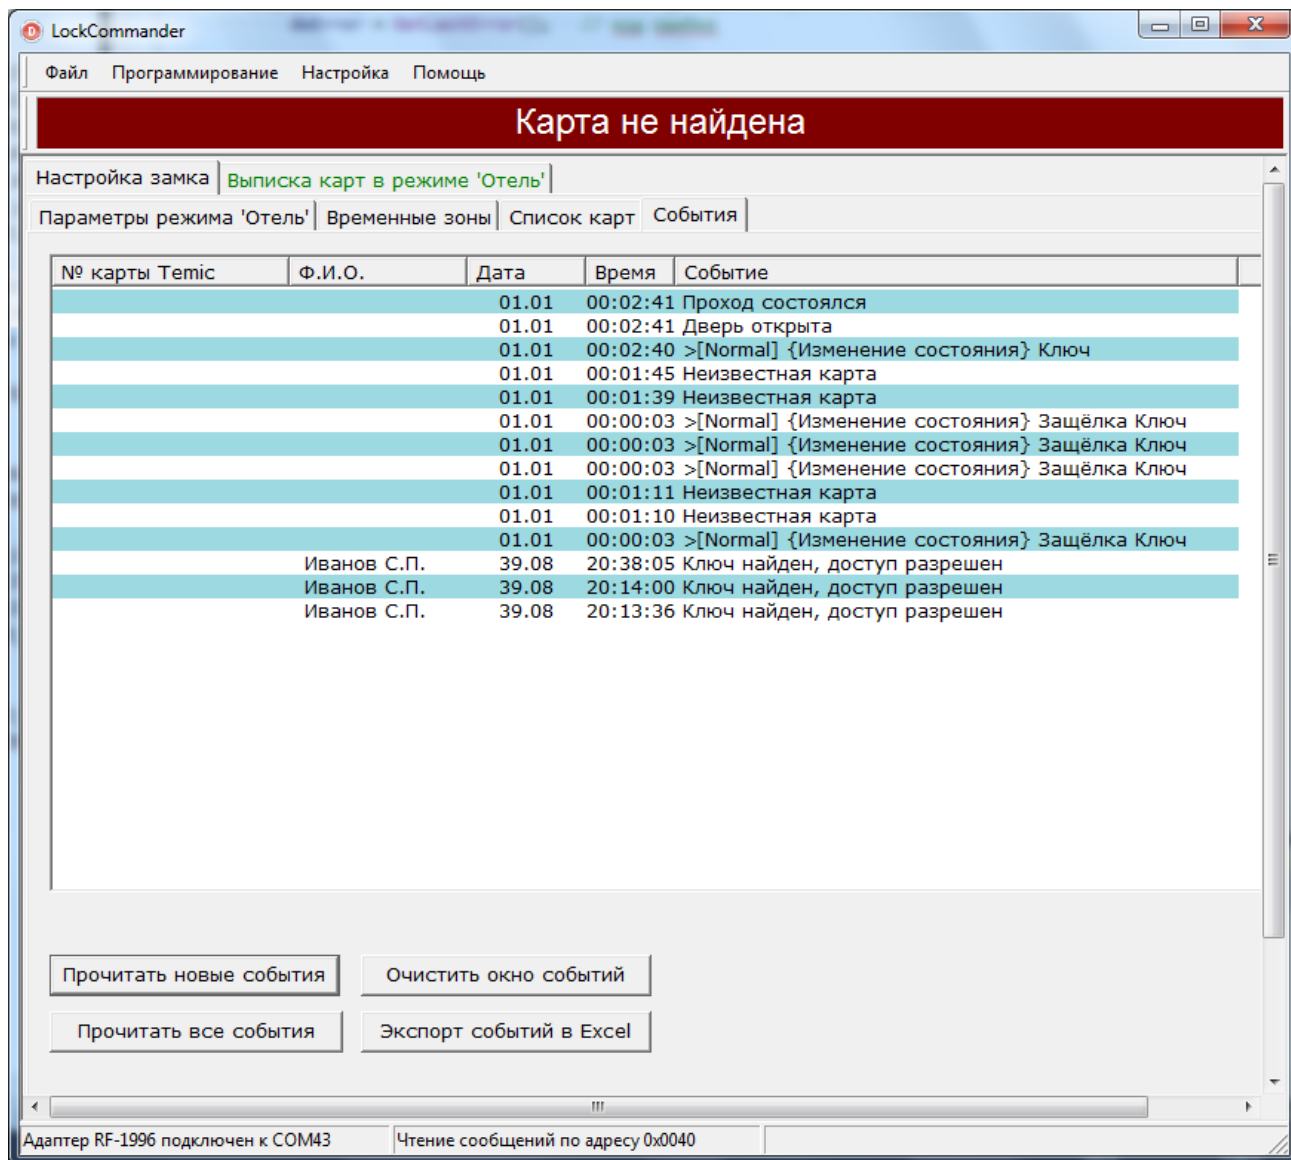 LockCommander
Файл Программирование Настройка Помощь
Карта не найдена
Настройка замка Выписка карт в режиме 'Отель'
Параметры режима 'Отель' Временные зоны Список карт События
№ карты Temic Ф.И.О. Дата Время Событие
01.01 00:02:41 Проход состоялся
01.01 00:02:41 Дверь открыта
01.01 00:02:40 >[Normal] {Изменение состояния} Ключ
01.01 00:01:45 Неизвестная карта
01.01 00:01:39 Неизвестная карта
01.01 00:00:03 >[Normal] {Изменение состояния} Защёлка Ключ
01.01 00:00:03 >[Normal] {Изменение состояния} Защёлка Ключ
01.01 00:00:03 >[Normal] {Изменение состояния} Защёлка Ключ
01.01 00:01:11 Неизвестная карта
01.01 00:01:10 Неизвестная карта
01.01 00:00:03 >[Normal] {Изменение состояния} Защёлка Ключ
Иванов С.П. 39.08 20:38:05 Ключ найден, доступ разрешен
Иванов С.П. 39.08 20:14:00 Ключ найден, доступ разрешен
Иванов С.П. 39.08 20:13:36 Ключ найден, доступ разрешен
Прочитать новые события Очистить окно событий
Прочитать все события Экспорт событий в Excel
Адаптер RF-1996 подключен к COM43 Чтение сообщений по адресу 0x0040